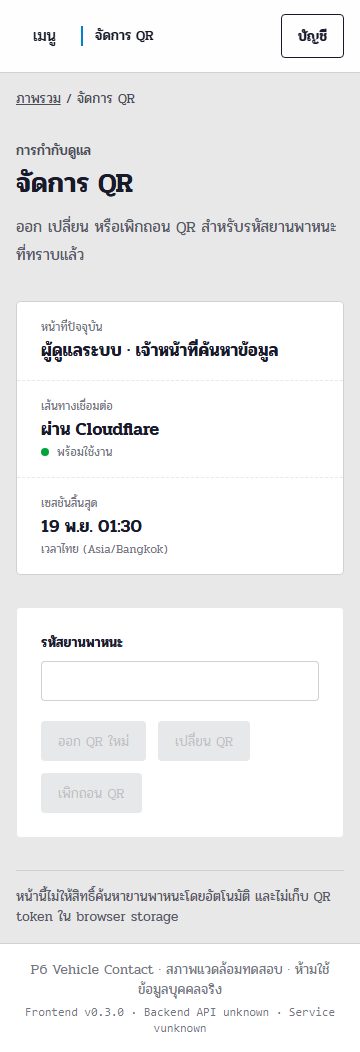 เมนู
จัดการ QR
บัญชี
ภาพรวม / จัดการ QR
การกำกับดูแล
จัดการ QR
ออก เปลี่ยน หรือเพิกถอน QR สำหรับรหัสยานพาหนะ
ที่ทราบแล้ว
หน้าที่ปัจจุบัน
ผู้ดูแลระบบ · เจ้าหน้าที่ค้นหาข้อมูล
เส้นทางเชื่อมต่อ
ผ่าน Cloudflare
พร้อมใช้งาน
เซสชันสิ้นสุด
19 พ.ย. 01:30
เวลาไทย (Asia/Bangkok)
รหัสยานพาหนะ
ออก QR ใหม่
เปลี่ยน QR
เพิกถอน QR
หน้านี้ไม่ให้สิทธิ์ค้นหายานพาหนะโดยอัตโนมัติ และไม่เก็บ QR
token ใน browser storage
P6 Vehicle Contact · สภาพแวดล้อมทดสอบ · ห้ามใช้
ข้อมูลบุคคลจริง
Frontend v0.3.0 · Backend API unknown · Service
vunknown